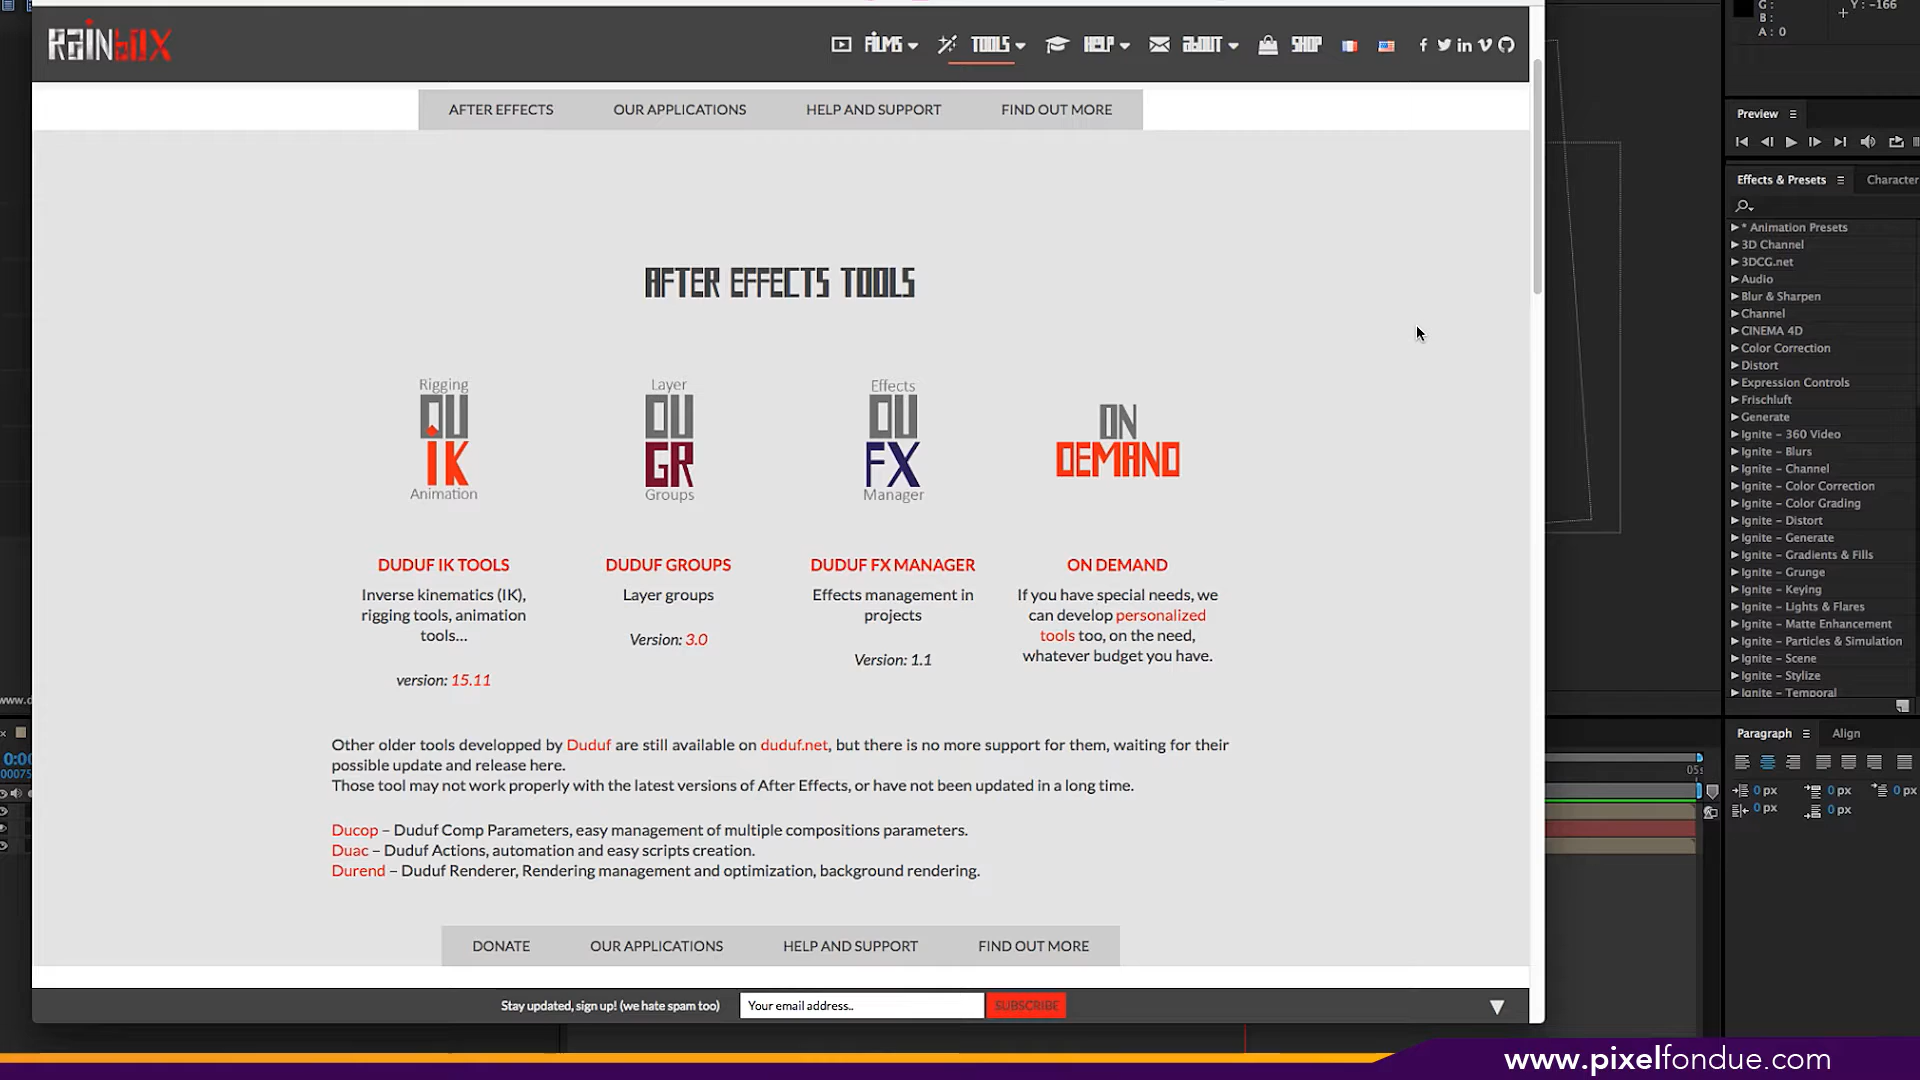 G :
B :
A : 0
Y : -166
RAINBOX
FILMS
TOOLS
HELP
ABOUT
SHOP
AFTER EFFECTS
OUR APPLICATIONS
HELP AND SUPPORT
FIND OUT MORE
AFTER EFFECTS TOOLS
Rigging
DU
IK
Animation
Layer
DU
GR
Groups
Effects
DU
FX
Manager
ON
DEMAND
DUDUF IK TOOLS
Inverse kinematics (IK),
rigging tools, animation
tools...
version: 15.11
DUDUF GROUPS
Layer groups
Version: 3.0
DUDUF FX MANAGER
Effects management in
projects
Version: 1.1
ON DEMAND
If you have special needs, we
can develop personalized
tools too, on the need,
whatever budget you have.
Other older tools developped by Duduf are still available on duduf.net, but there is no more support for them, waiting for their
possible update and release here.
Those tool may not work properly with the latest versions of After Effects, or have not been updated in a long time.
Ducop – Duduf Comp Parameters, easy management of multiple compositions parameters.
Duac – Duduf Actions, automation and easy scripts creation.
Durend – Duduf Renderer, Rendering management and optimization, background rendering.
DONATE
OUR APPLICATIONS
HELP AND SUPPORT
FIND OUT MORE
Stay updated, sign up! (we hate spam too)
Your email address..
SUBSCRIBE
Preview
Effects & Presets
Character
* Animation Presets
3D Channel
3DCG.net
Audio
Blur & Sharpen
Channel
CINEMA 4D
Color Correction
Distort
Expression Controls
Frischluft
Generate
Ignite – 360 Video
Ignite – Blurs
Ignite – Channel
Ignite – Color Correction
Ignite – Color Grading
Ignite – Distort
Ignite – Generate
Ignite – Gradients & Fills
Ignite – Grunge
Ignite – Keying
Ignite – Lights & Flares
Ignite – Matte Enhancement
Ignite – Particles & Simulation
Ignite – Scene
Ignite – Stylize
Ignite – Temporal
Paragraph
Align
0 px
0 px
0 px
0 px
0 px
www.d
0:00
00075
05s
www.pixelfondue.com